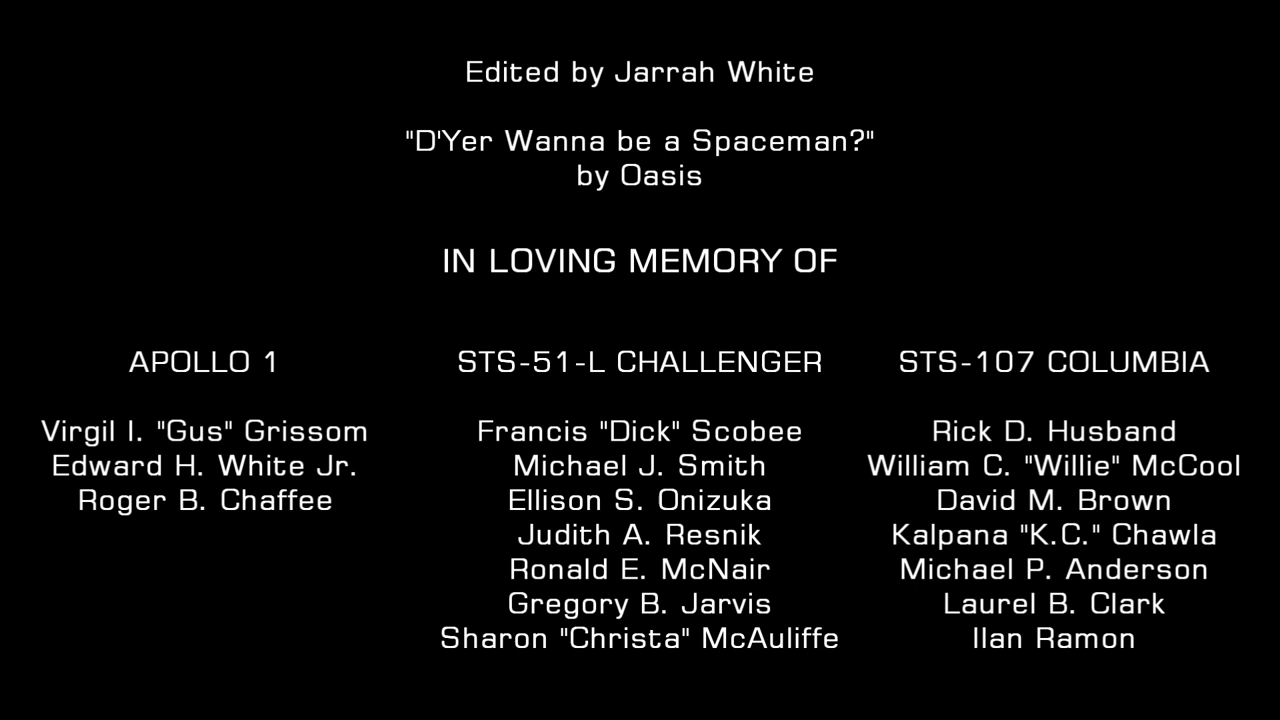 Edited by Jarrah White
"D'Yer Wanna be a Spaceman?"
by Oasis
IN LOVING MEMORY OF
APOLLO 1
Virgil I. "Gus" Grissom
Edward H. White Jr.
Roger B. Chaffee
STS-51-L CHALLENGER
Francis "Dick" Scobee
Michael J. Smith
Ellison S. Onizuka
Judith A. Resnik
Ronald E. McNair
Gregory B. Jarvis
Sharon "Christa" McAuliffe
STS-107 COLUMBIA
Rick D. Husband
William C. "Willie" McCool
David M. Brown
Kalpana "K.C." Chawla
Michael P. Anderson
Laurel B. Clark
Ilan Ramon